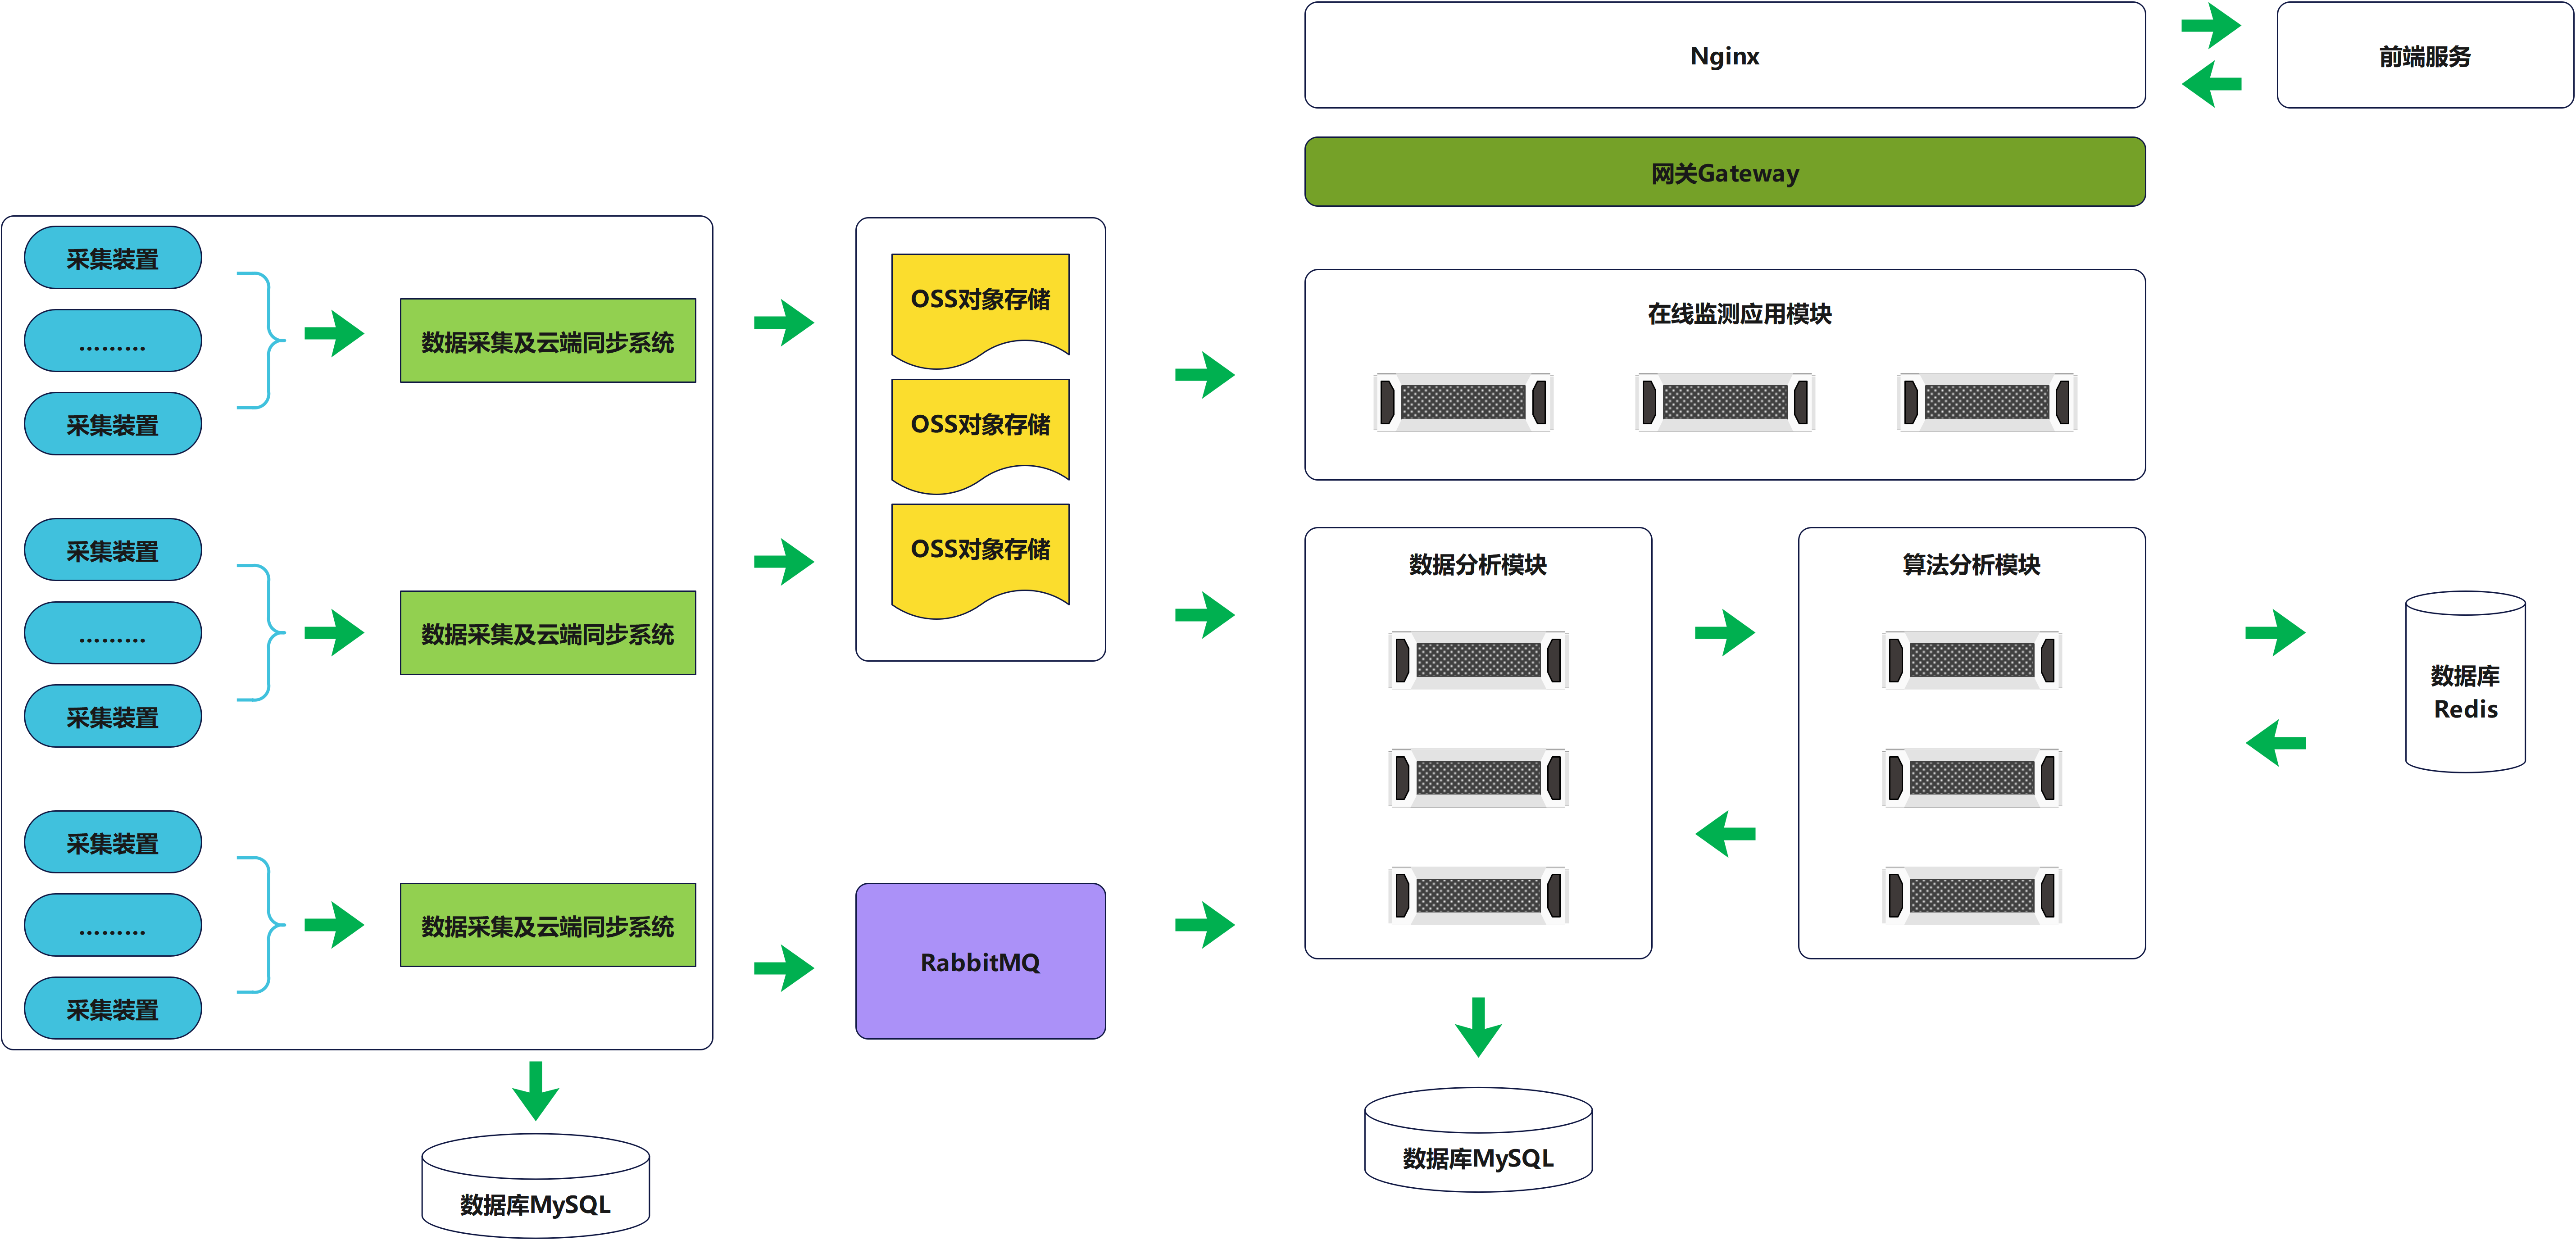 Nginx
前端服务
网关Gateway
采集装置
………
采集装置
数据采集及云端同步系统
采集装置
………
采集装置
数据采集及云端同步系统
采集装置
………
采集装置
数据采集及云端同步系统
数据库MySQL
OSS对象存储
OSS对象存储
OSS对象存储
RabbitMQ
在线监测应用模块
数据分析模块
算法分析模块
数据库MySQL
数据库
Redis